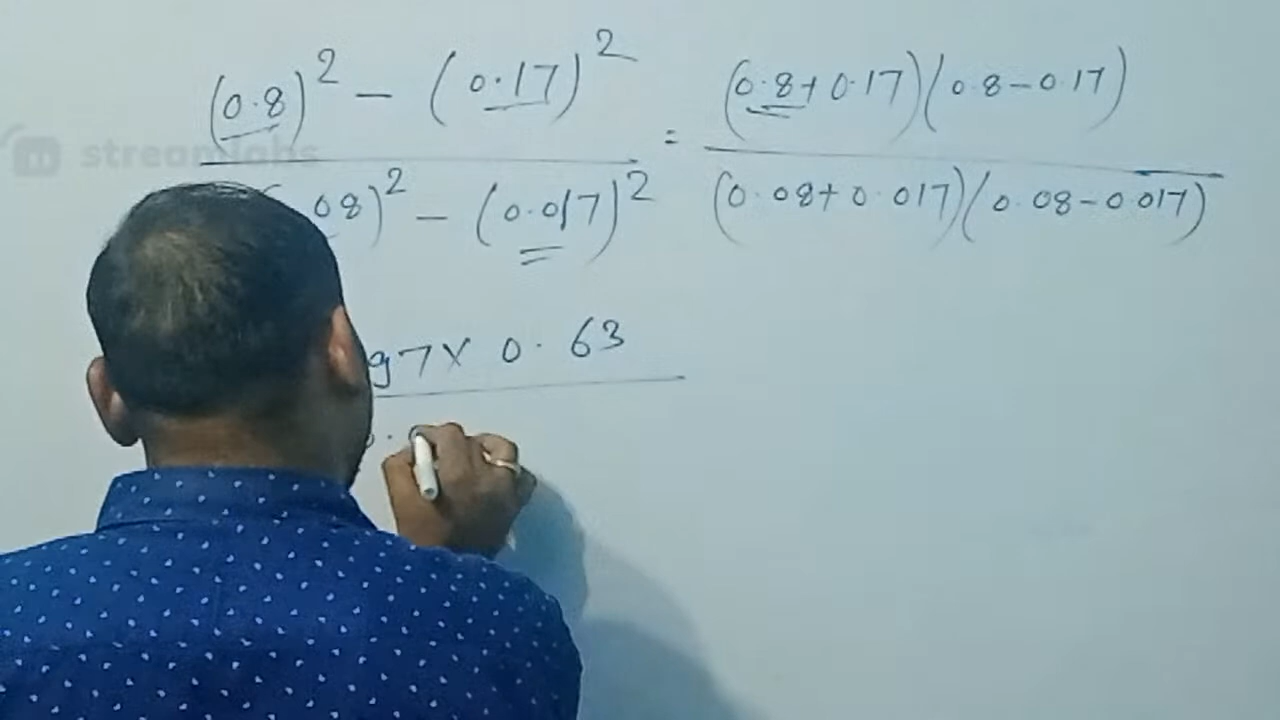 (0.8)² - (0.17)² = (0.8+0.17)(0.8-0.17)
08)² - (0.017)² (0.08+0.017)(0.08-0.017)
97 × 0.63
streamlabs